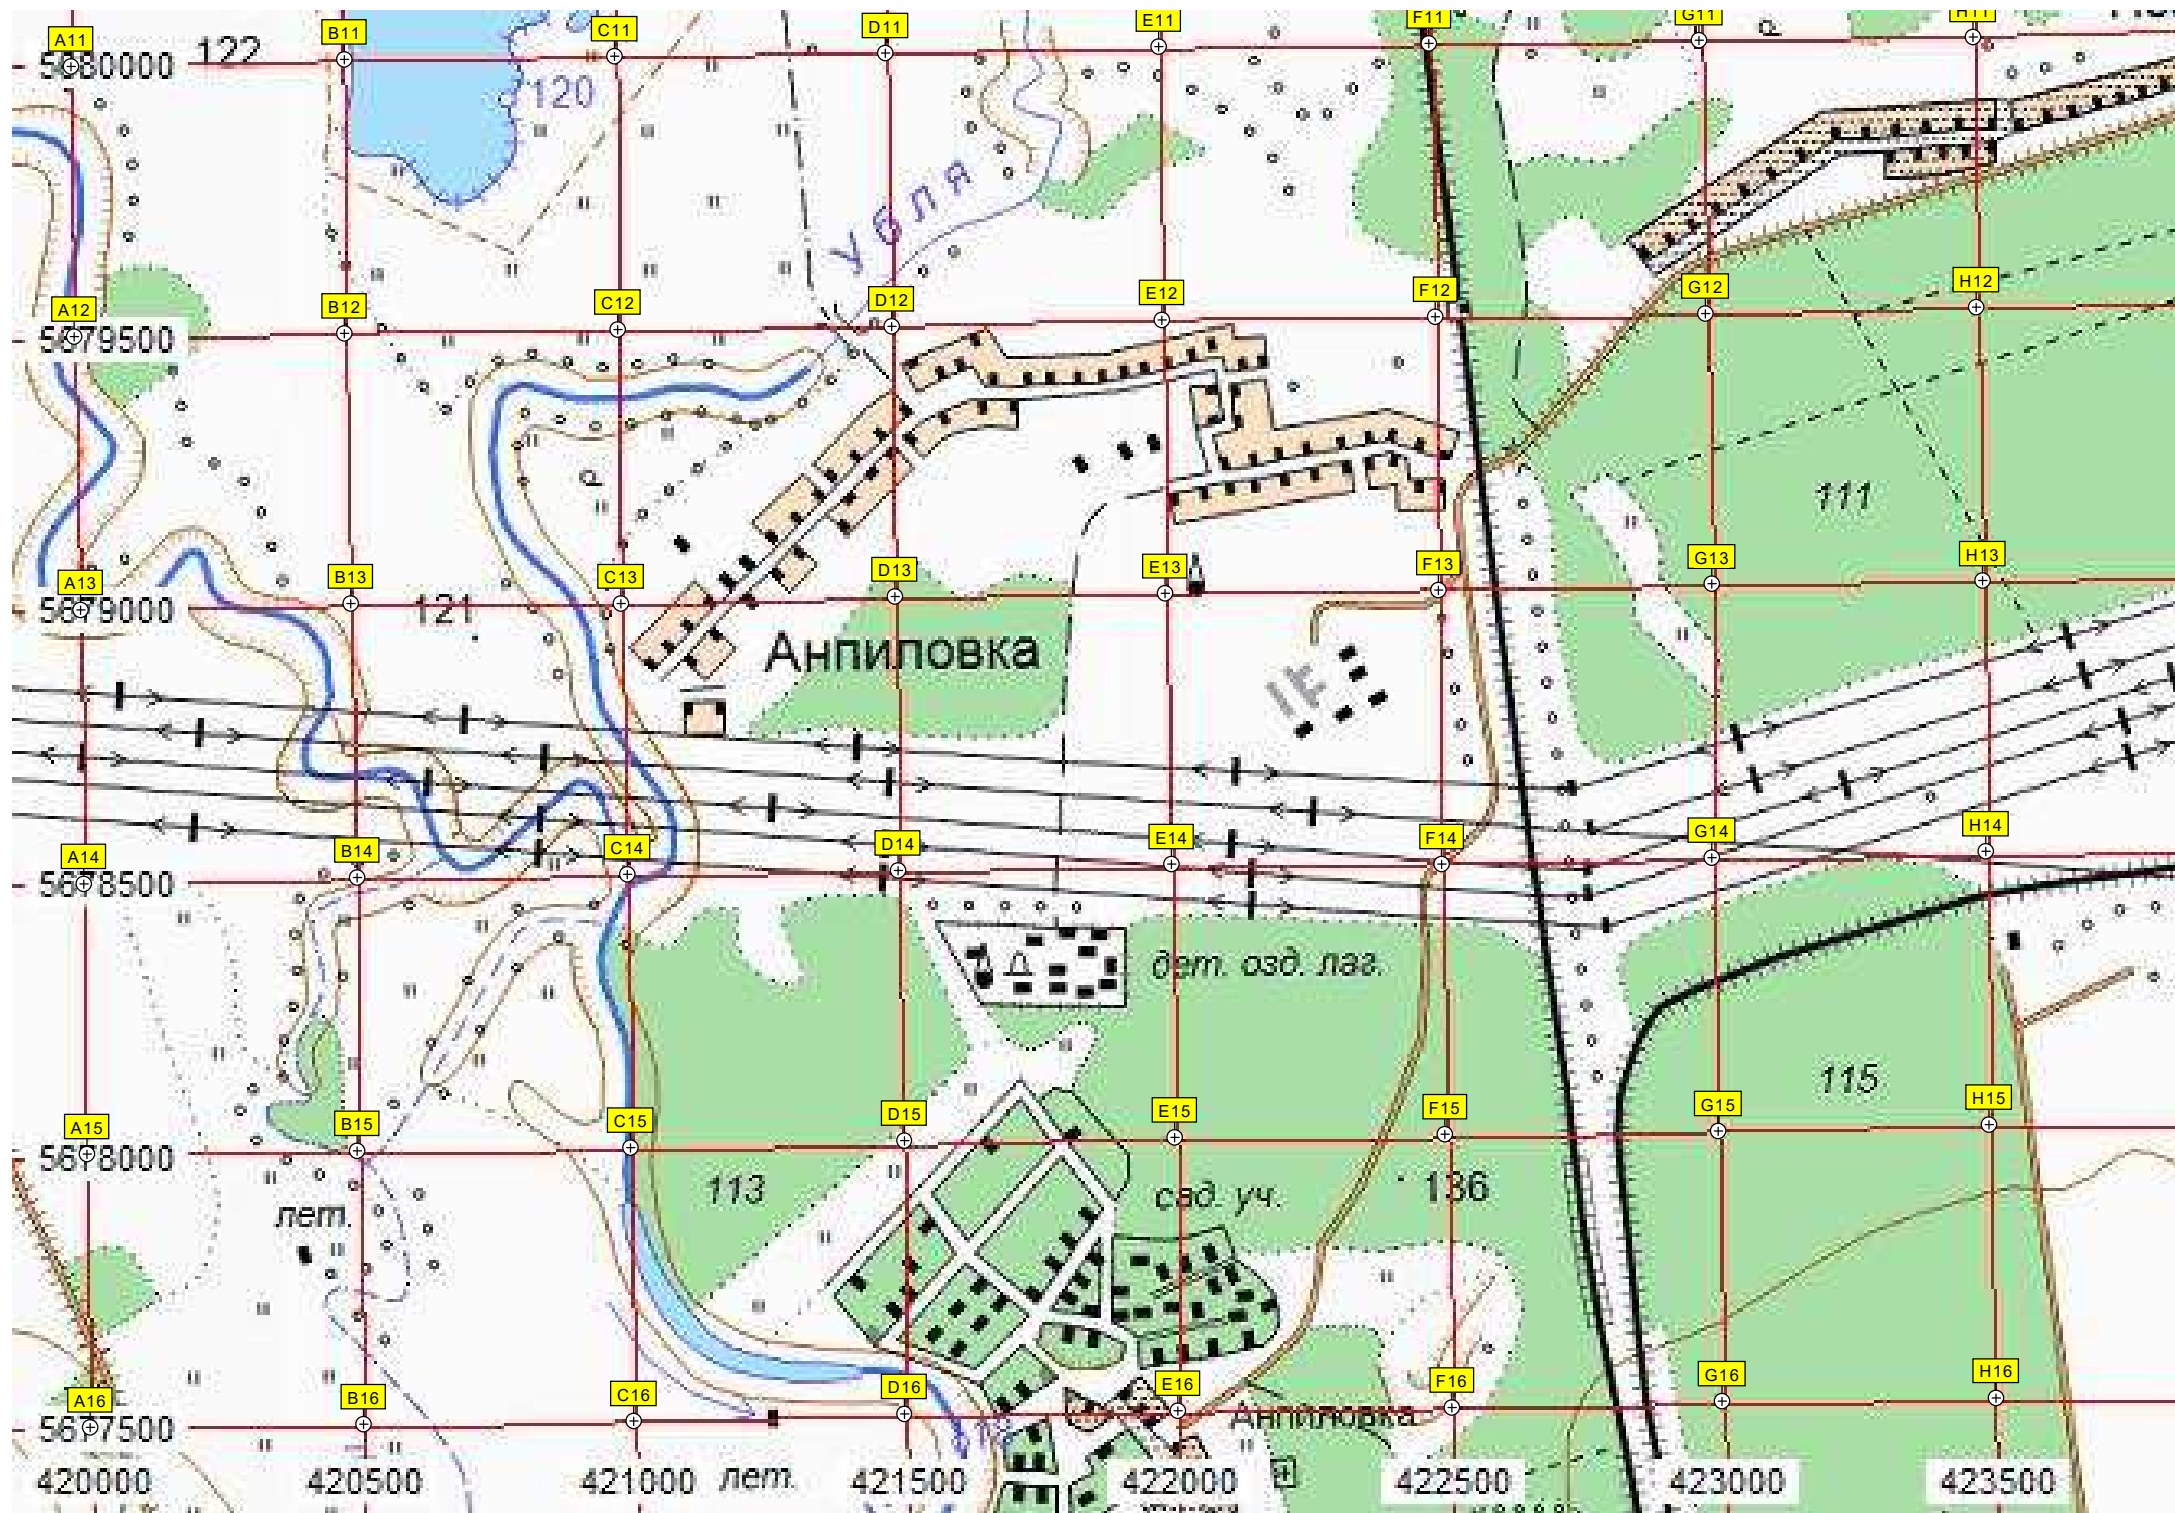 A11 B11 C11 D11 E11 F11 G11 H11
5680000 122
120
Убля
A12 B12 C12 D12 E12 F12 G12 H12
5679500
111
A13 B13 C13 D13 E13 F13 G13 H13
5679000 121
Анпиловка
A14 B14 C14 D14 E14 F14 G14 H14
5678500
дет. озд. лаг.
115
A15 B15 C15 D15 E15 F15 G15 H15
5678000
113 сад. уч. 136
лет.
A16 B16 C16 D16 E16 F16 G16 H16
5677500 Анпиловка
420000 420500 421000 лет. 421500 422000 422500 423000 423500